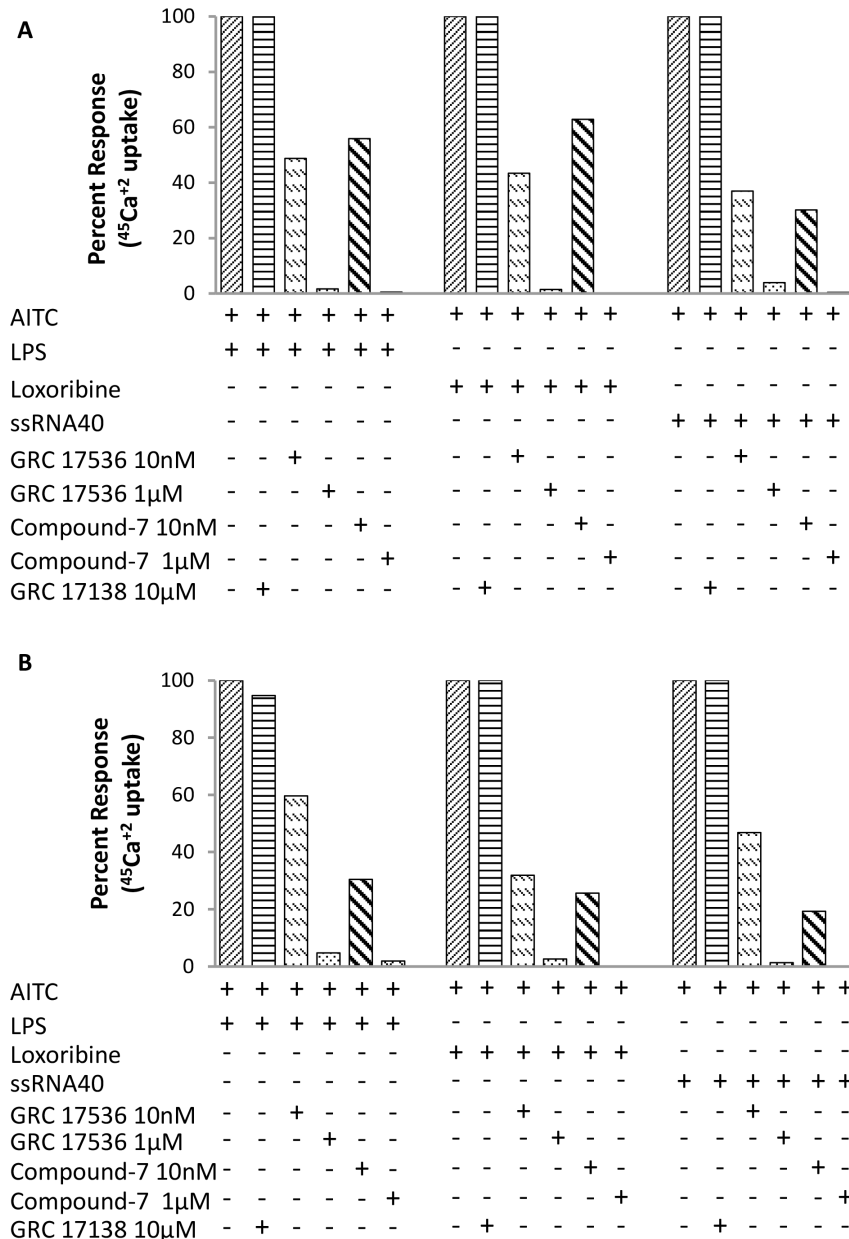 A
Percent Response
(⁴⁵Ca⁺² uptake)
100
80
60
40
20
0
AITC + + + + + + + + + + + + + + + + + +
LPS + + + + + + - - - - - - - - - - - -
Loxoribine - - - - - - + + + + + + - - - - - -
ssRNA40 - - - - - - - - - - - - + + + + + +
GRC 17536 10nM - - + - - - - - + - - - - - + - - -
GRC 17536 1µM - - - + - - - - - + - - - - - + - -
Compound-7 10nM - - - - + - - - - - + - - - - - + -
Compound-7 1µM - - - - - + - - - - - + - - - - - +
GRC 17138 10µM - + - - - - - + - - - - - + - - - -
B
Percent Response
(⁴⁵Ca⁺² uptake)
100
80
60
40
20
0
AITC + + + + + + + + + + + + + + + + + +
LPS + + + + + + - - - - - - - - - - - -
Loxoribine - - - - - - + + + + + + - - - - - -
ssRNA40 - - - - - - - - - - - - + + + + + +
GRC 17536 10nM - - + - - - - - + - - - - - + - - -
GRC 17536 1µM - - - + - - - - - + - - - - - + - -
Compound-7 10nM - - - - + - - - - - + - - - - - + -
Compound-7 1µM - - - - - + - - - - - + - - - - - +
GRC 17138 10µM - + - - - - - + - - - - - + - - - -